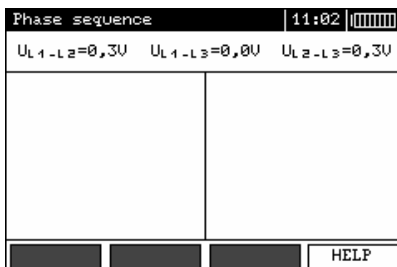 Phase sequence 11:02
UL1-L2=0,3V UL1-L3=0,0V UL2-L3=0,3V
HELP